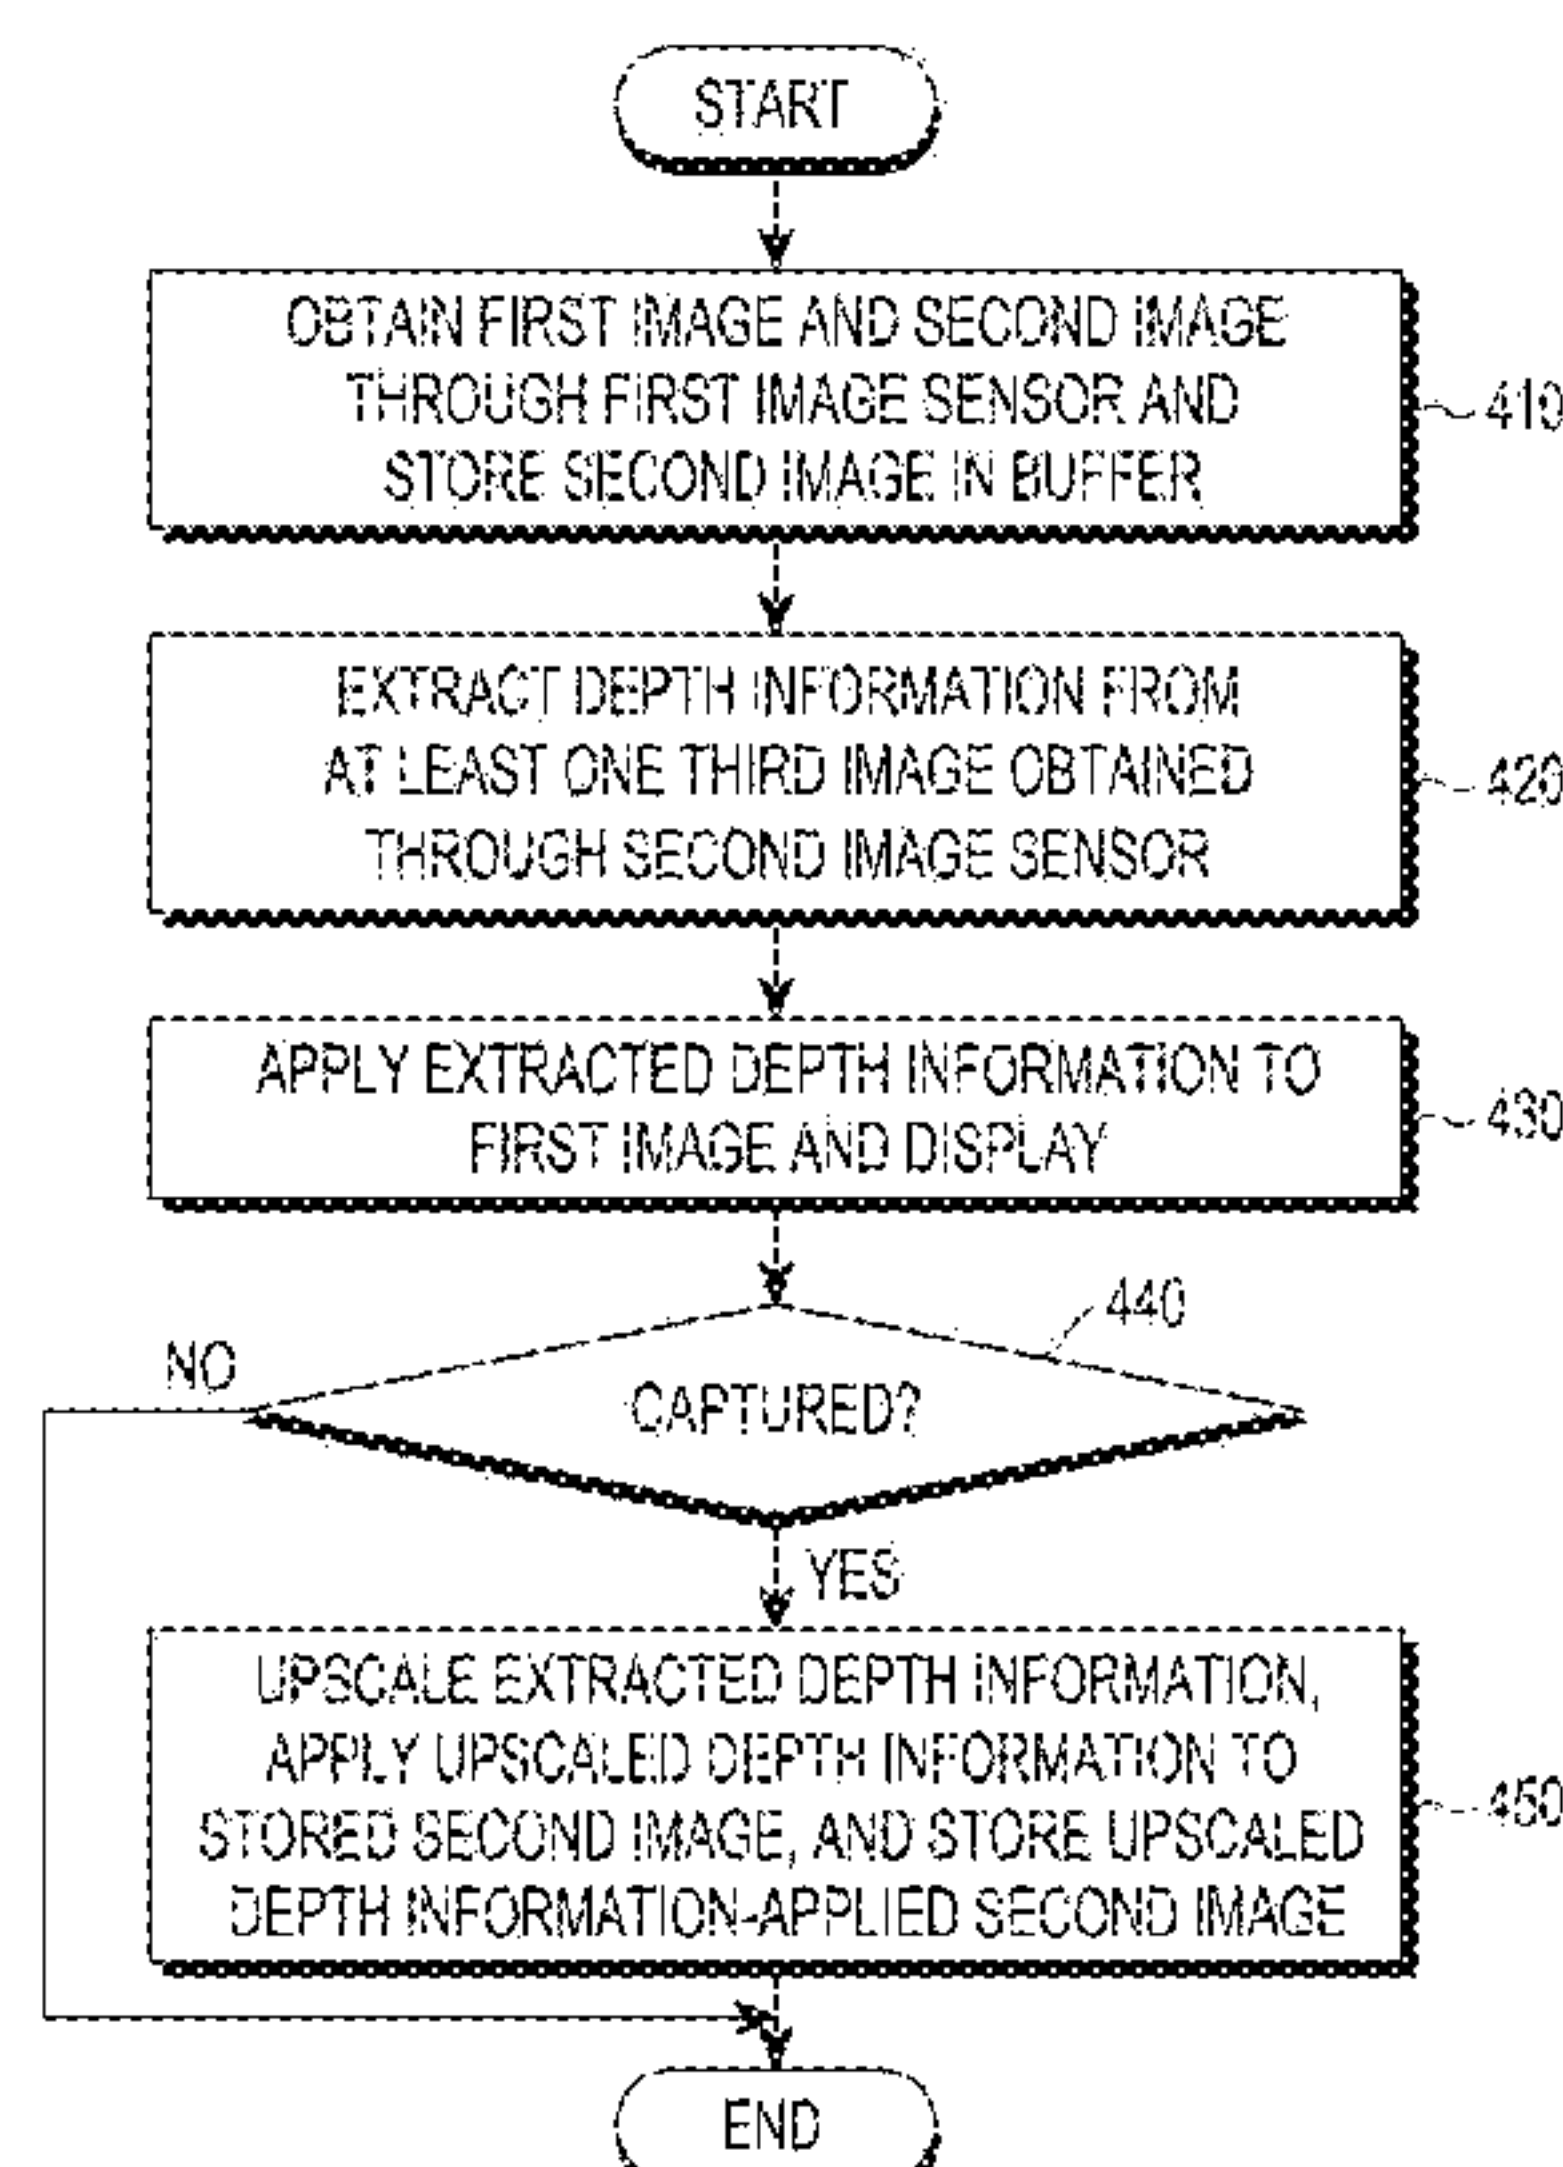 START
OBTAIN FIRST IMAGE AND SECOND IMAGE
THROUGH FIRST IMAGE SENSOR AND
STORE SECOND IMAGE IN BUFFER
410
EXTRACT DEPTH INFORMATION FROM
AT LEAST ONE THIRD IMAGE OBTAINED
THROUGH SECOND IMAGE SENSOR
420
APPLY EXTRACTED DEPTH INFORMATION TO
FIRST IMAGE AND DISPLAY
430
440
NO
CAPTURED?
YES
UPSCALE EXTRACTED DEPTH INFORMATION,
APPLY UPSCALED DEPTH INFORMATION TO
STORED SECOND IMAGE, AND STORE UPSCALED
DEPTH INFORMATION-APPLIED SECOND IMAGE
450
END